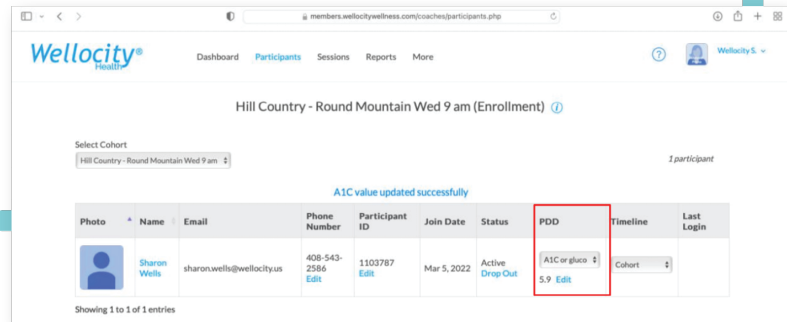 members.wellocitywellness.com/coaches/participants.php
Wellocity®
Health
Dashboard Participants Sessions Reports More
? Wellocity S.
Hill Country - Round Mountain Wed 9 am (Enrollment) i
Select Cohort
Hill Country - Round Mountain Wed 9 am
1 participant
A1C value updated successfully
Photo Name Email Phone Number Participant ID Join Date Status PDD Timeline Last Login
Sharon Wells sharon.wells@wellocity.us 408-543-2586 Edit 1103787 Edit Mar 5, 2022 Active Drop Out A1C or gluco 5.9 Edit Cohort
Showing 1 to 1 of 1 entries